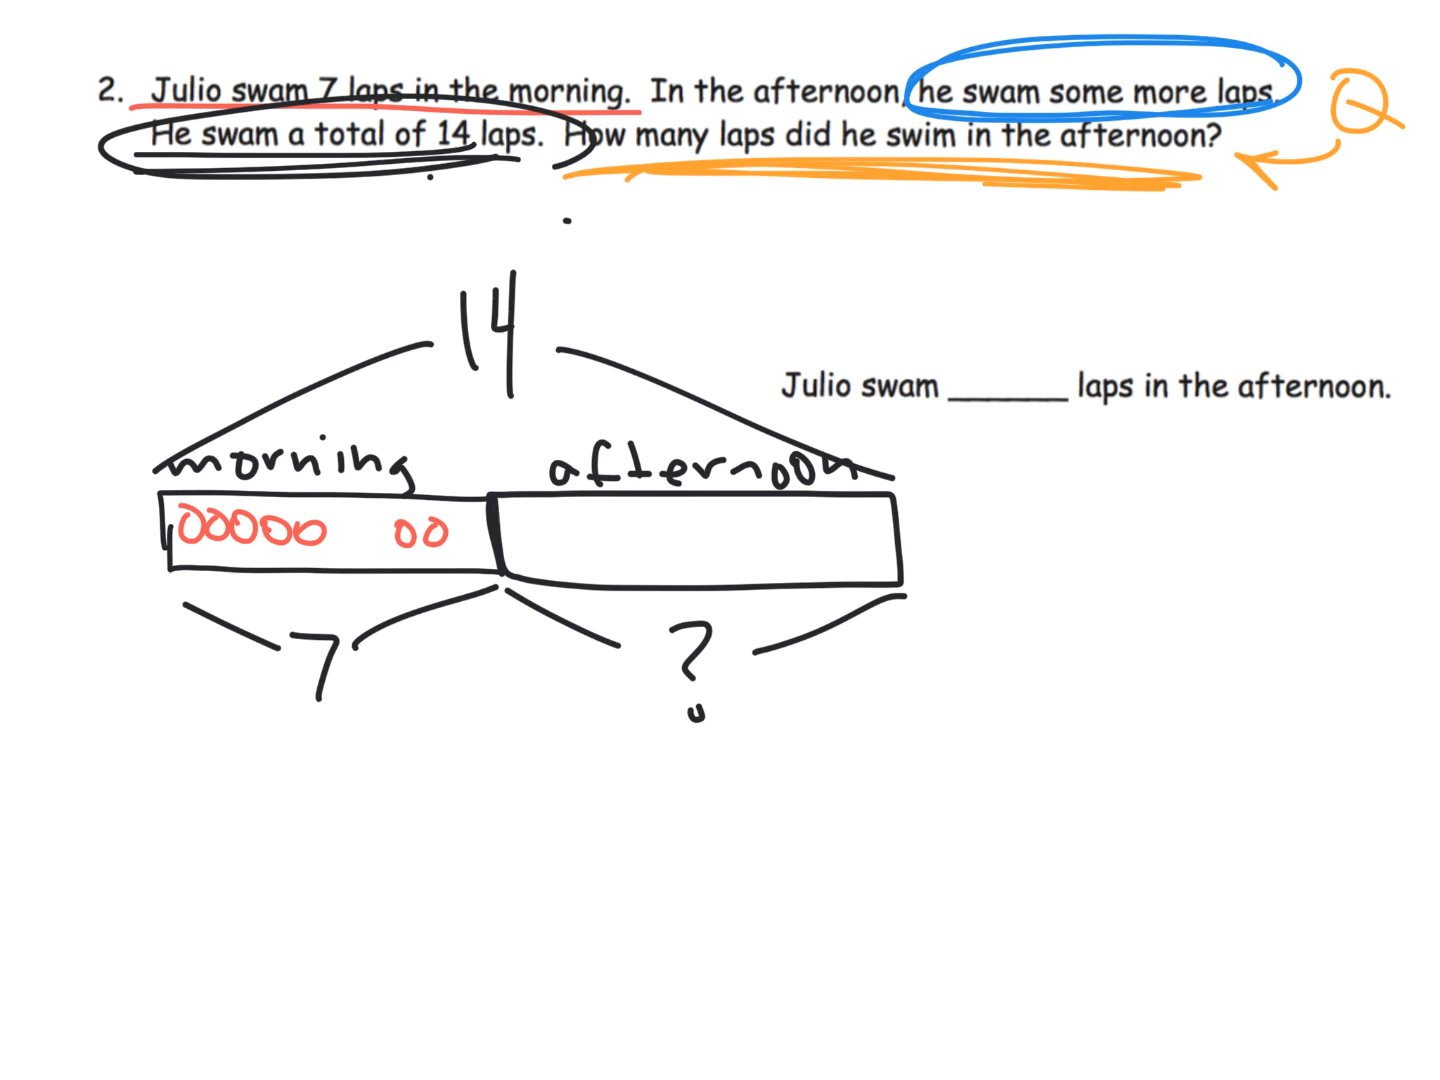 2. Julio swam 7 laps in the morning. In the afternoon, he swam some more laps.
He swam a total of 14 laps. How many laps did he swim in the afternoon?
Q
14
Julio swam ______ laps in the afternoon.
morning afternoon
00000 00
7 ?